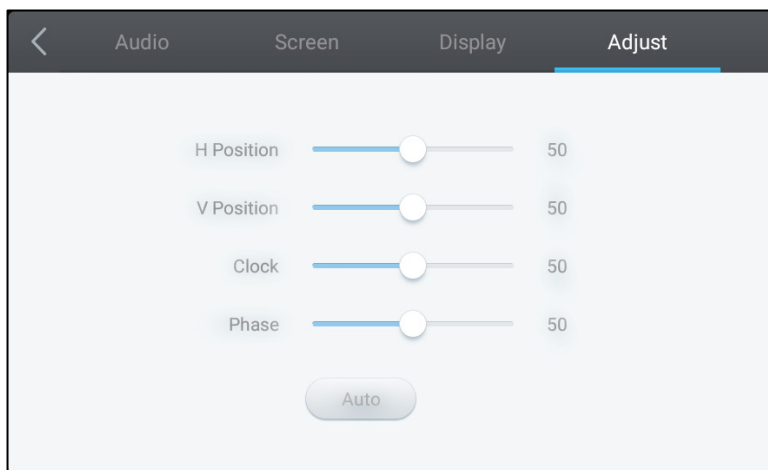 Audio Screen Display Adjust
H Position 50
V Position 50
Clock 50
Phase 50
Auto